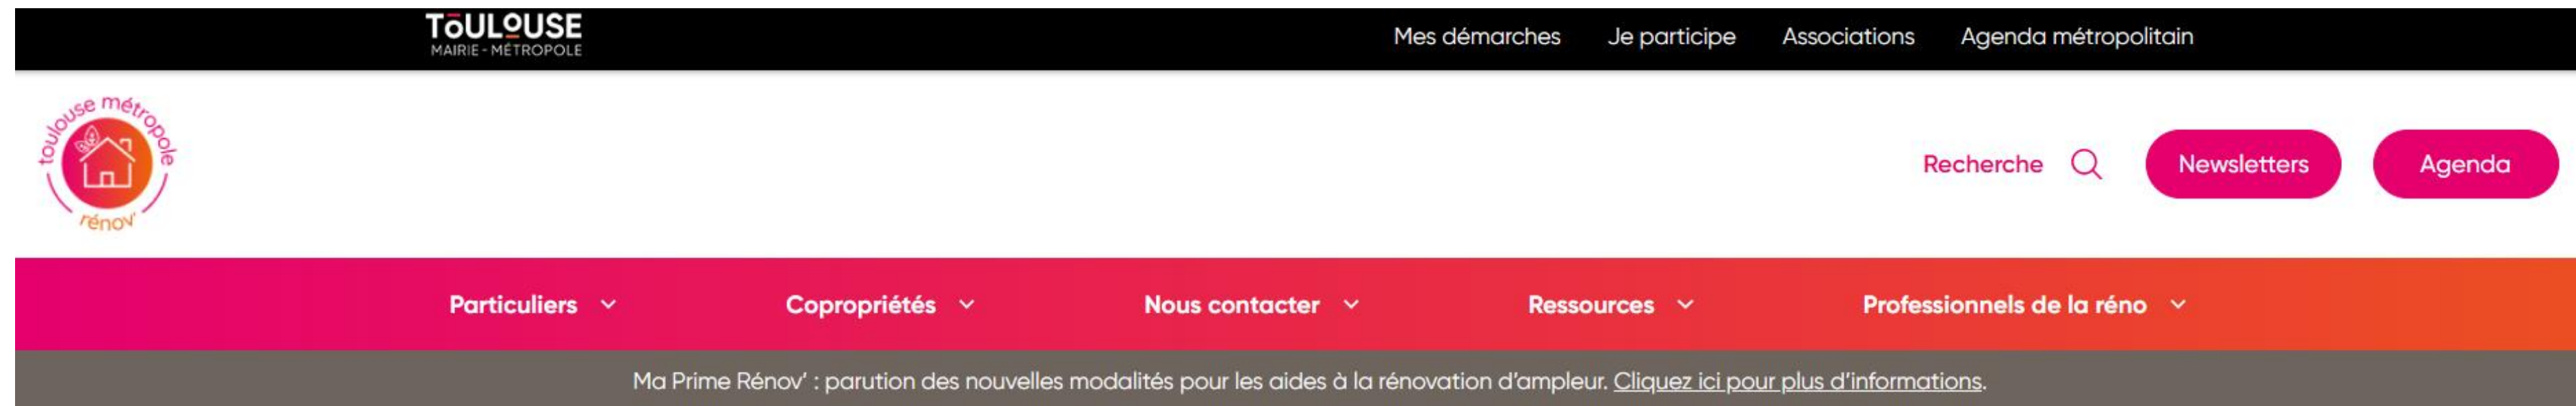 TOULOUSE
MAIRIE - MÉTROPOLE
Mes démarches Je participe Associations Agenda métropolitain
toulouse métropole
rénov'
Recherche Newsletters Agenda
Particuliers Copropriétés Nous contacter Ressources Professionnels de la réno
Ma Prime Rénov' : parution des nouvelles modalités pour les aides à la rénovation d'ampleur. Cliquez ici pour plus d'informations.